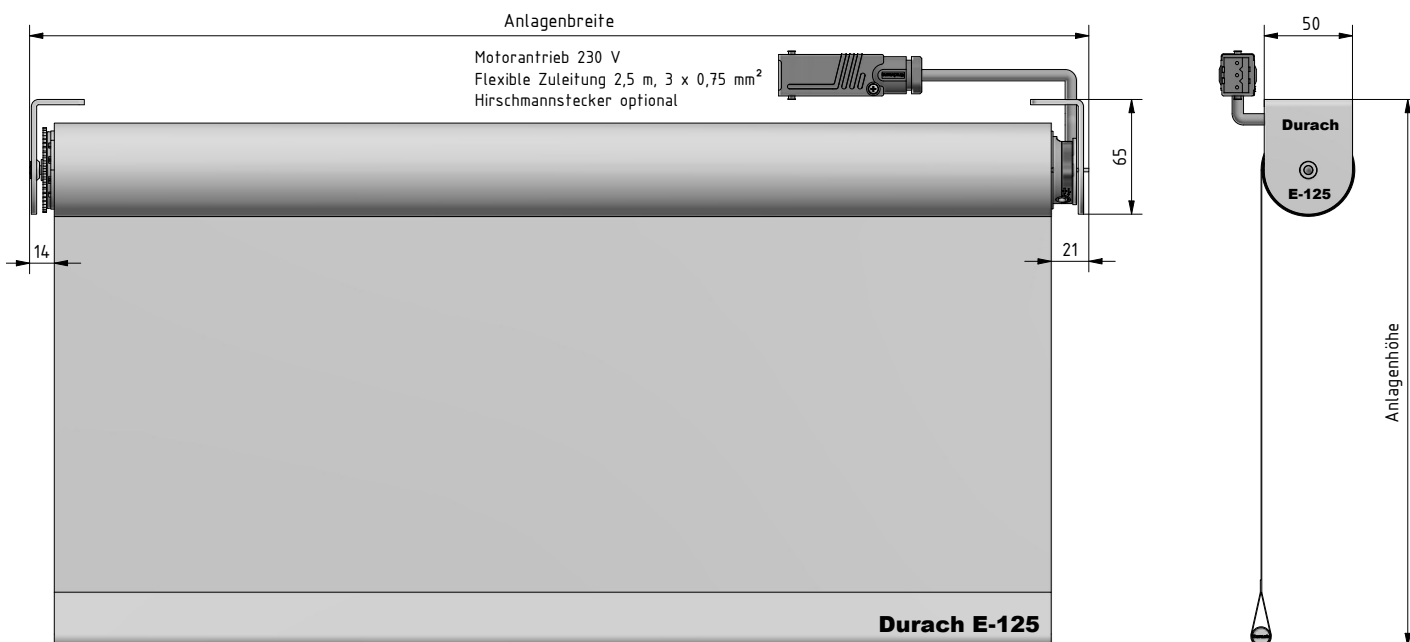 Anlagenbreite
50
Motorantrieb 230 V
Flexible Zuleitung 2,5 m, 3 x 0,75 mm²
Hirschmannstecker optional
Durach
E-125
65
14
21
Anlagenhöhe
Durach E-125